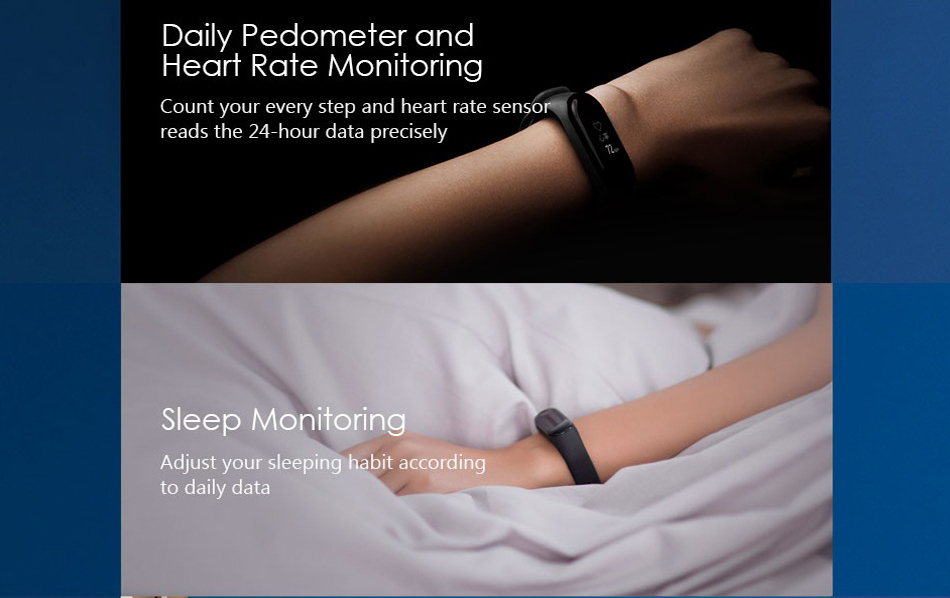 Daily Pedometer and
Heart Rate Monitoring
Count your every step and heart rate sensor
reads the 24-hour data precisely
72
Sleep Monitoring
Adjust your sleeping habit according
to daily data